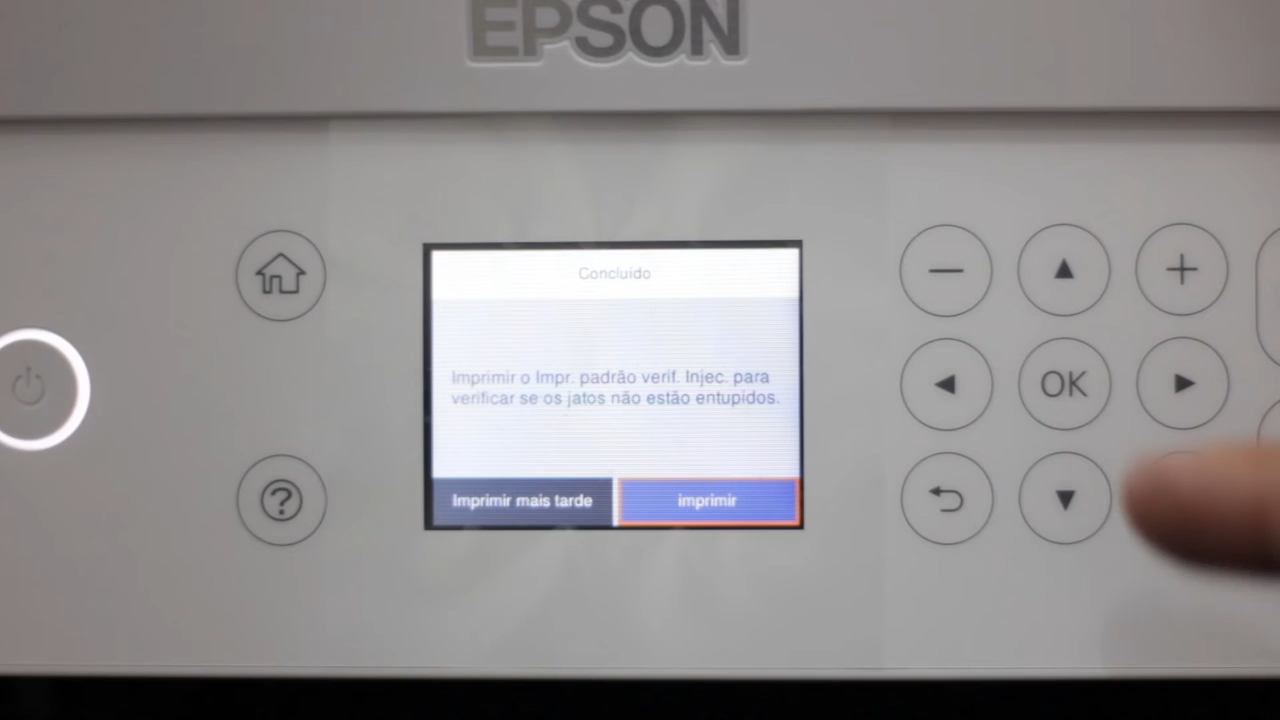 EPSON
Concluído
Imprimir o Impr. padrão verif. Injec. para
verificar se os jatos não estão entupidos.
Imprimir mais tarde
imprimir
OK
?